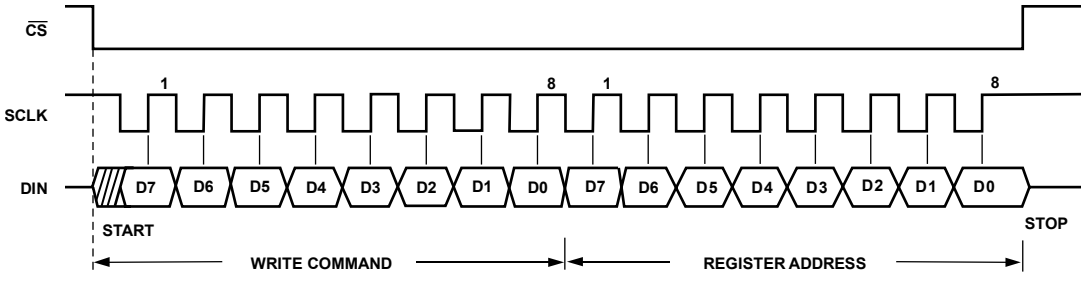 CS
1 8 1 8
SCLK
DIN D7 D6 D5 D4 D3 D2 D1 D0 D7 D6 D5 D4 D3 D2 D1 D0
START STOP
WRITE COMMAND REGISTER ADDRESS